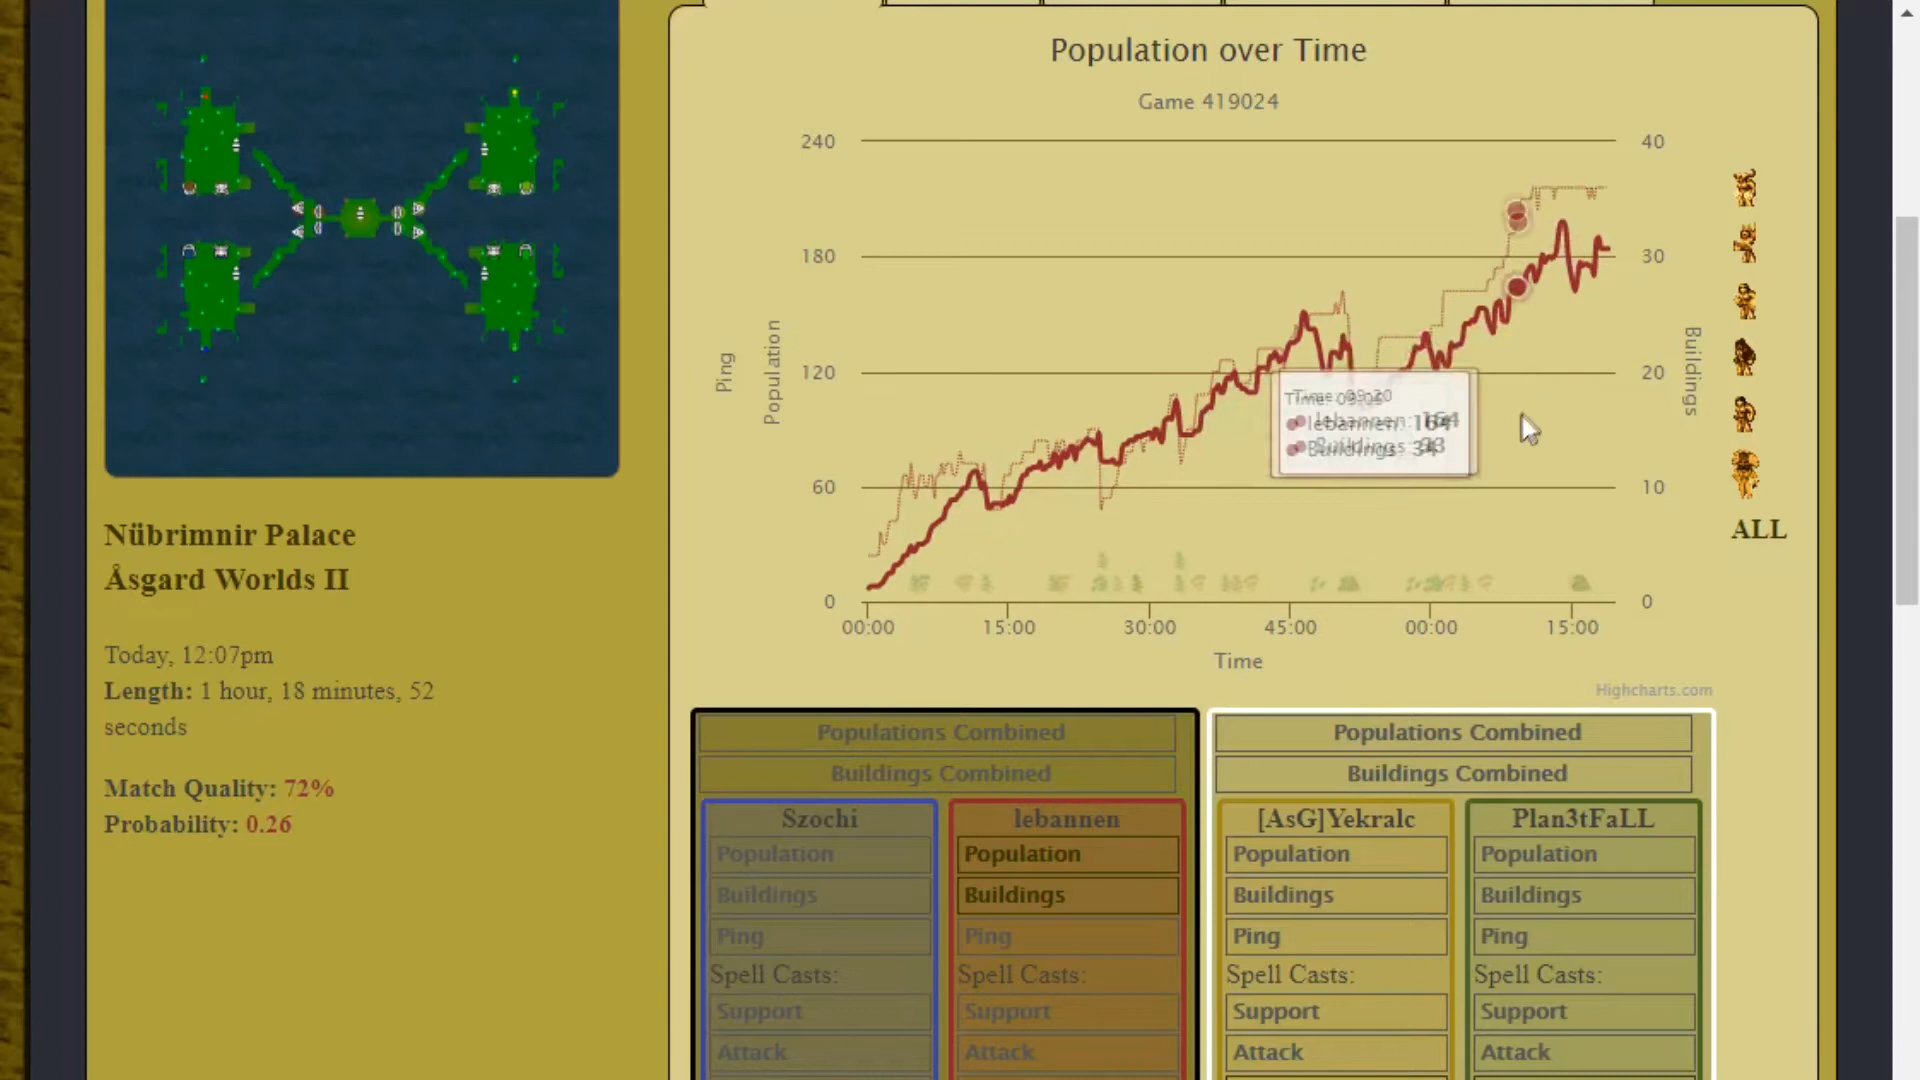 Population over Time
Game 419024
240
180
120
60
0
Ping
Population
40
30
20
10
0
Buildings
ALL
lebannen: 164
Buildings: 34
00:00
15:00
30:00
45:00
00:00
15:00
Time
Highcharts.com
Nübrimnir Palace
Åsgard Worlds II
Today, 12:07pm
Length: 1 hour, 18 minutes, 52
seconds
Match Quality: 72%
Probability: 0.26
Populations Combined
Buildings Combined
Szochi
Population
Buildings
Ping
Spell Casts:
Support
Attack
lebannen
Population
Buildings
Ping
Spell Casts:
Support
Attack
Populations Combined
Buildings Combined
[AsG]Yekralc
Population
Buildings
Ping
Spell Casts:
Support
Attack
Plan3tFaLL
Population
Buildings
Ping
Spell Casts:
Support
Attack